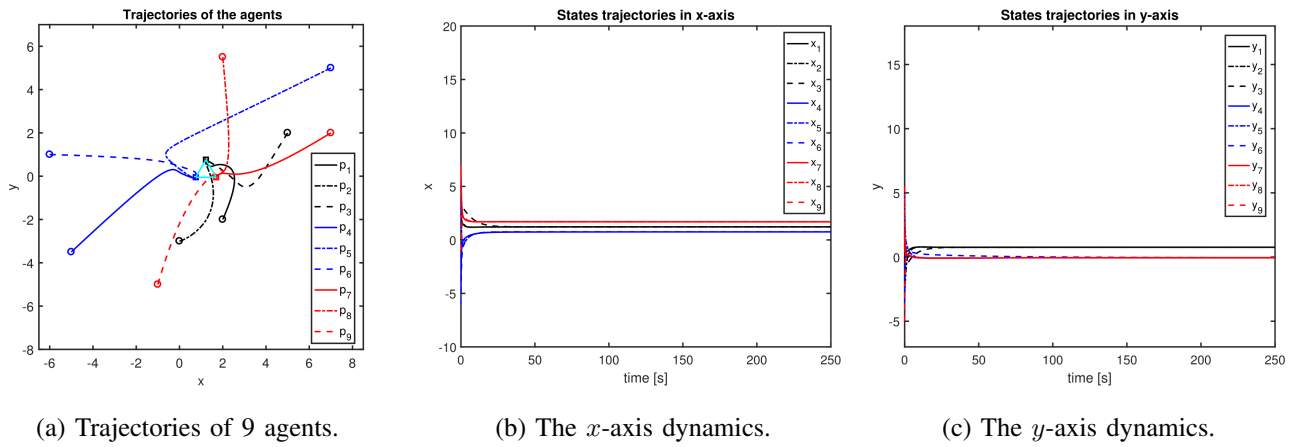 Trajectories of the agents
6
4
2
0
-2
-4
-6
-8
y
-6 -4 -2 0 2 4 6 8
x
p1
p2
p3
p4
p5
p6
p7
p8
p9
(a) Trajectories of 9 agents.
States trajectories in x-axis
20
15
10
5
0
-5
-10
x
0 50 100 150 200 250
time [s]
x1
x2
x3
x4
x5
x6
x7
x8
x9
(b) The x-axis dynamics.
States trajectories in y-axis
15
10
5
0
-5
y
0 50 100 150 200 250
time [s]
y1
y2
y3
y4
y5
y6
y7
y8
y9
(c) The y-axis dynamics.